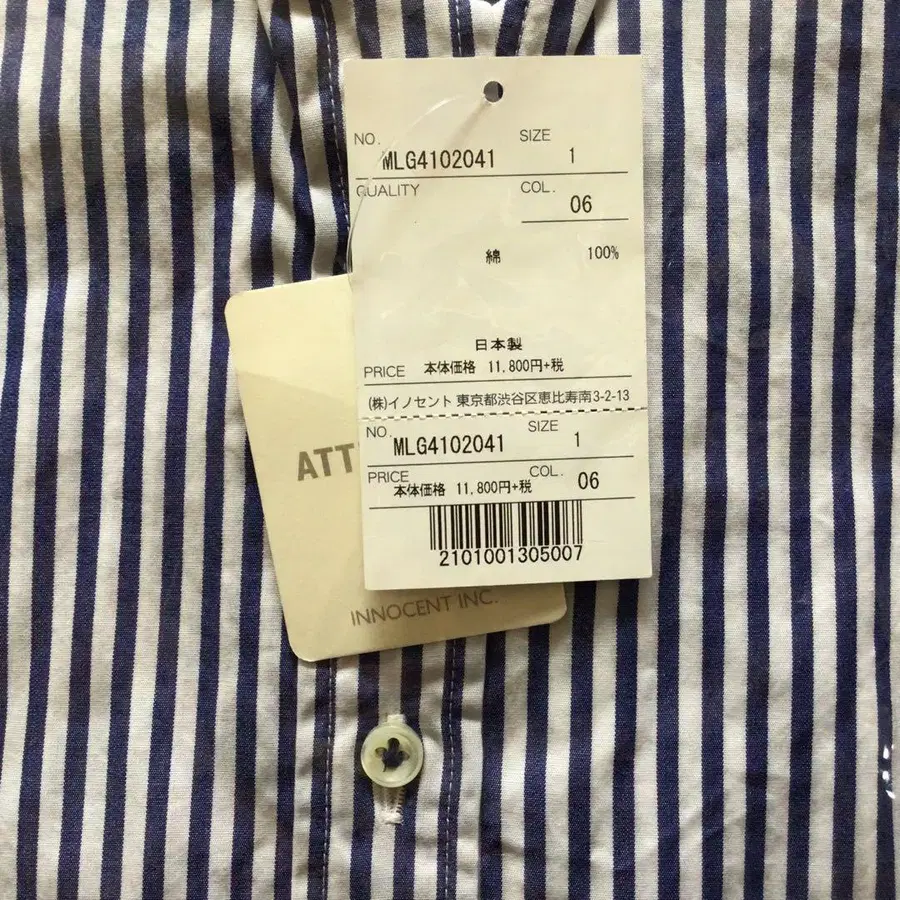 NO. MLG4102041 SIZE 1
QUALITY COL. 06
綿 100%
日本製
PRICE 本体価格 11,800円+税
(株)イノセント 東京都渋谷区恵比寿南3-2-13
NO. MLG4102041 SIZE 1
PRICE 本体価格 11,800円+税 COL. 06
2101001305007
ATT
INNOCENT INC.